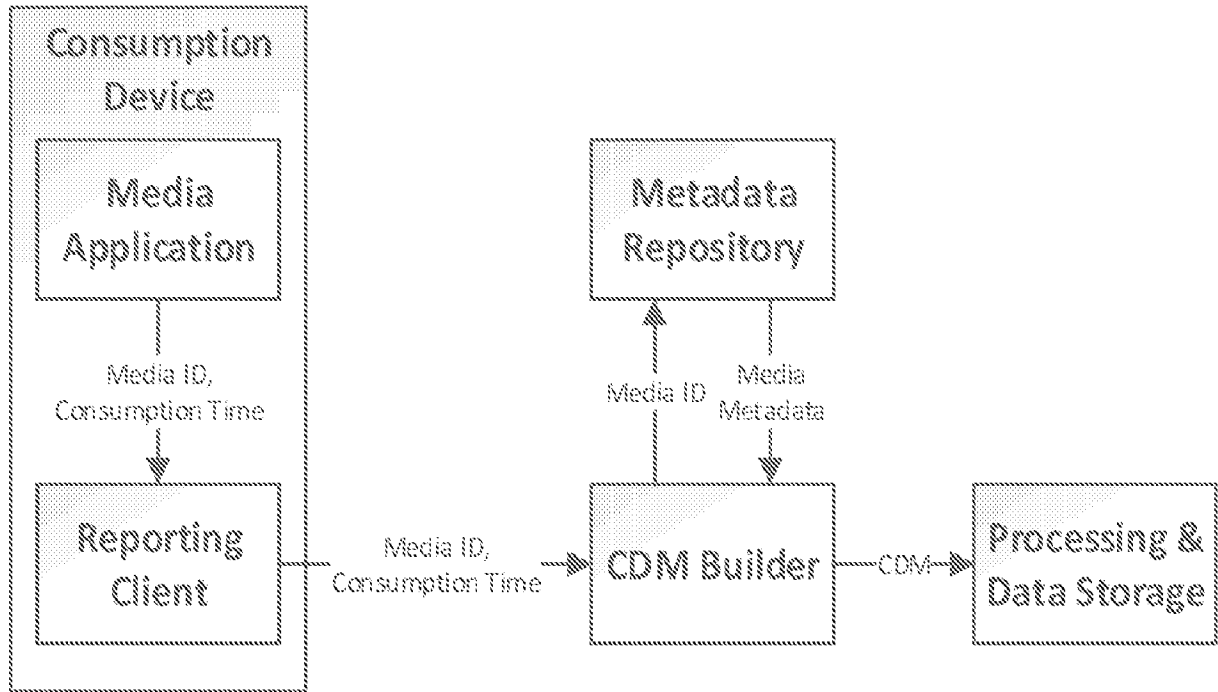 Consumption
Device
Media
Application
Media ID,
Consumption Time
Reporting
Client
Media ID,
Consumption Time
Metadata
Repository
Media ID
Media
Metadata
CDM Builder
CDM
Processing &
Data Storage